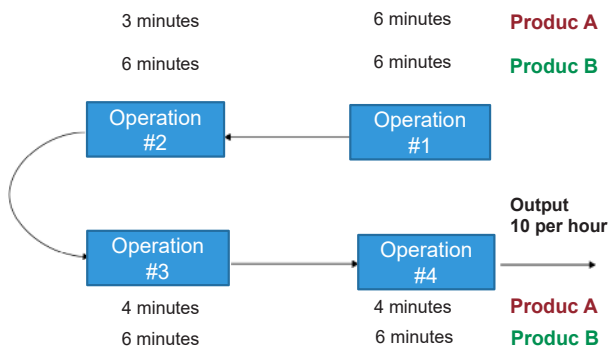 3 minutes 6 minutes Produc A
6 minutes 6 minutes Produc B
Operation
#2
Operation
#1
Output
10 per hour
Operation
#3
Operation
#4
4 minutes 4 minutes Produc A
6 minutes 6 minutes Produc B